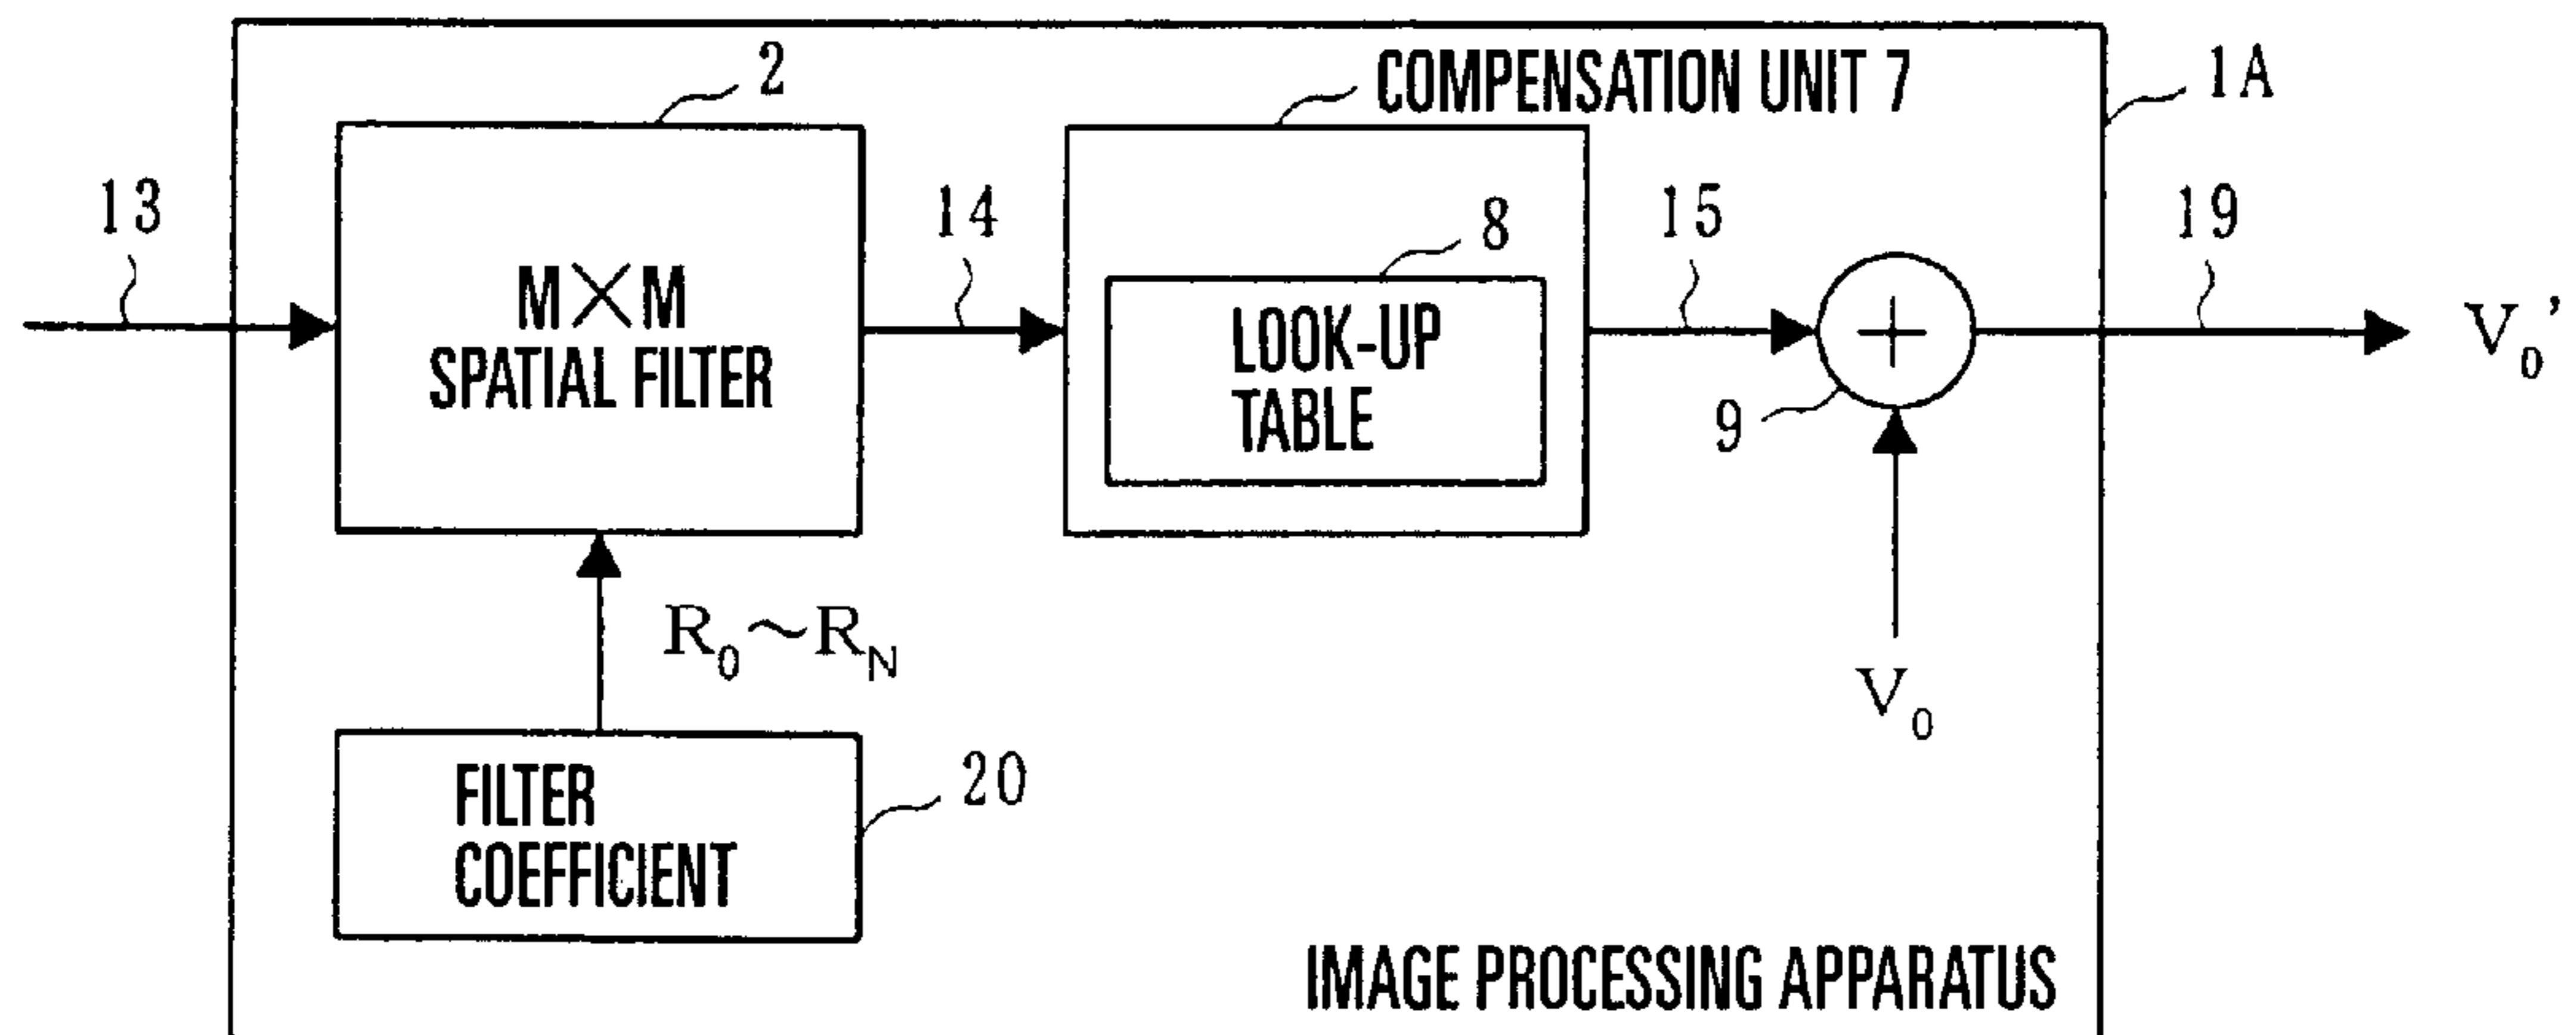 2
COMPENSATION UNIT 7
1A
13
M×M
SPATIAL FILTER
14
8
LOOK-UP
TABLE
15
9
+
19
V₀'
R₀~R_N
V₀
FILTER
COEFFICIENT
20
IMAGE PROCESSING APPARATUS